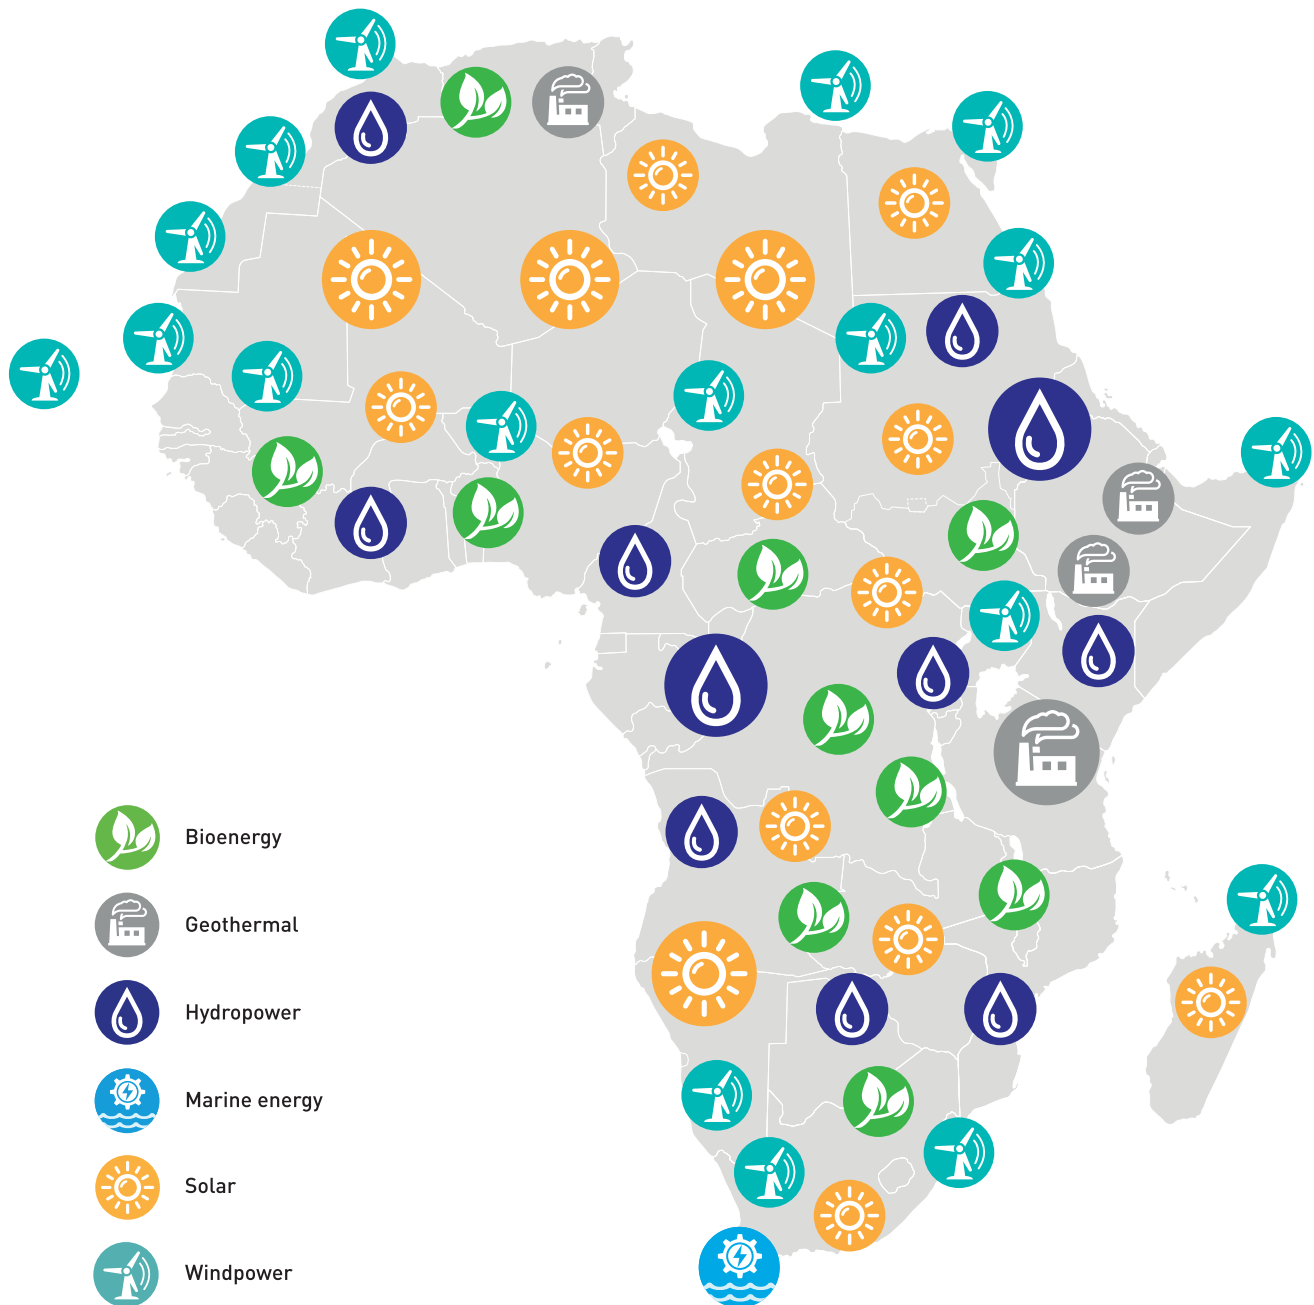 Bioenergy
Geothermal
Hydropower
Marine energy
Solar
Windpower